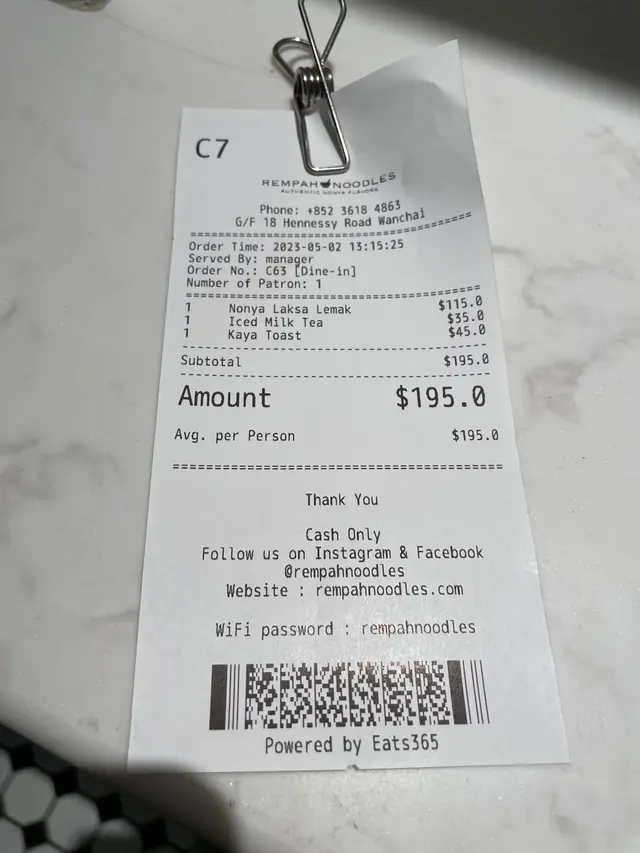 C7
REMPAH NOODLES
AUTHENTIC NONYA FLAVORS
Phone: +852 3618 4863
G/F 18 Hennessy Road Wanchai
Order Time: 2023-05-02 13:15:25
Served By: manager
Order No.: C63 [Dine-in]
Number of Patron: 1
1 Nonya Laksa Lemak $115.0
1 Iced Milk Tea $35.0
1 Kaya Toast $45.0
Subtotal $195.0
Amount $195.0
Avg. per Person $195.0
Thank You
Cash Only
Follow us on Instagram & Facebook
@rempahnoodles
Website : rempahnoodles.com
WiFi password : rempahnoodles
Powered by Eats365